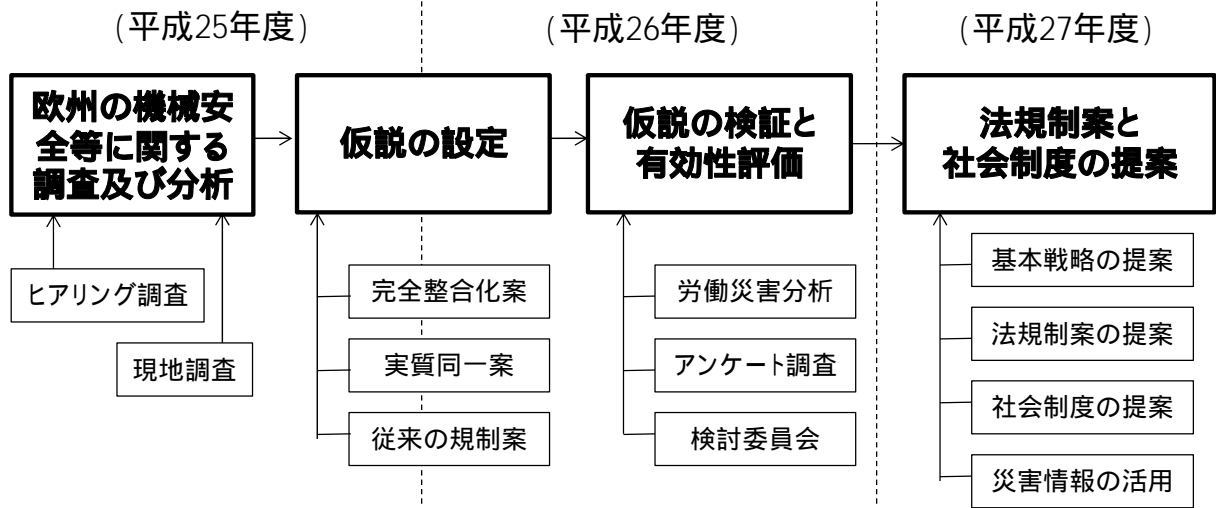 (平成25年度)
(平成26年度)
(平成27年度)
欧州の機械安
全等に関する
調査及び分析
仮説の設定
仮説の検証と
有効性評価
法規制案と
社会制度の提案
ヒアリング調査
現地調査
完全整合化案
実質同一案
従来の規制案
労働災害分析
アンケート調査
検討委員会
基本戦略の提案
法規制案の提案
社会制度の提案
災害情報の活用